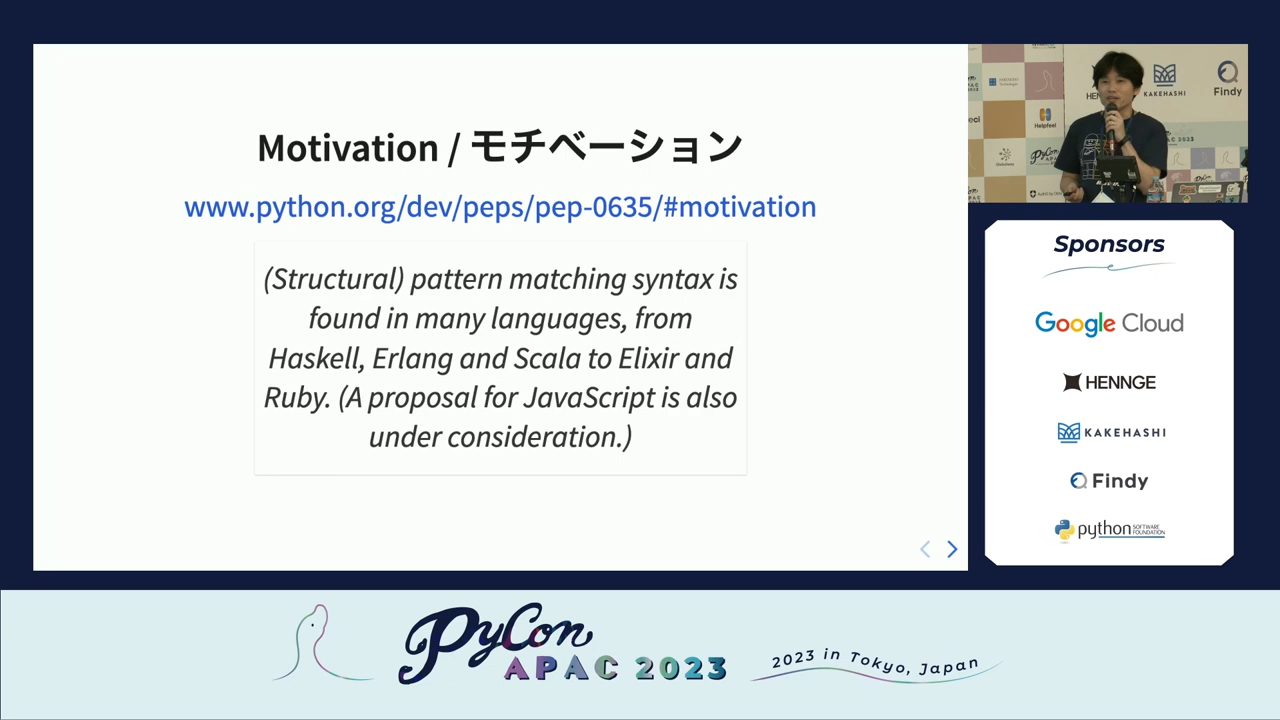 Motivation / モチベーション
www.python.org/dev/peps/pep-0635/#motivation
(Structural) pattern matching syntax is
found in many languages, from
Haskell, Erlang and Scala to Elixir and
Ruby. (A proposal for JavaScript is also
under consideration.)
KAKEHASHI
Findy
Helpfeel
Sponsors
Google Cloud
HENNGE
KAKEHASHI
Findy
python SOFTWARE
FOUNDATION
PyCon
APAC 2023
2023 in Tokyo, Japan